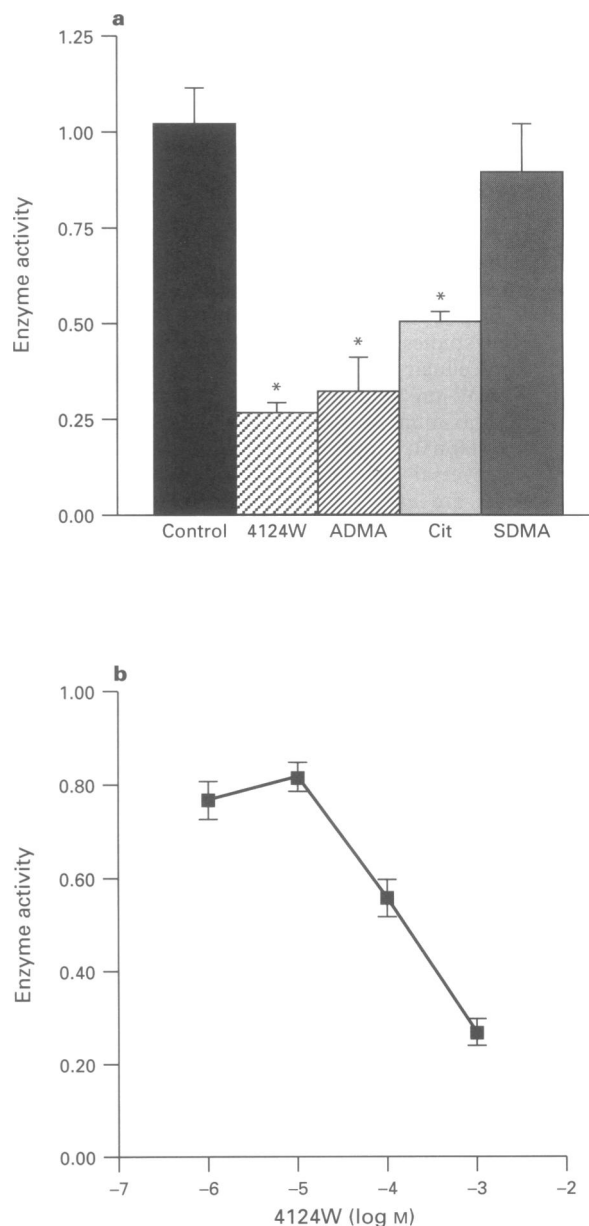 a
1.25
1.00
0.75
0.50
0.25
0.00
Enzyme activity
*
*
*
Control 4124W ADMA Cit SDMA
b
1.00
0.80
0.60
0.40
0.20
0.00
Enzyme activity
–7 –6 –5 –4 –3 –2
4124W (log M)